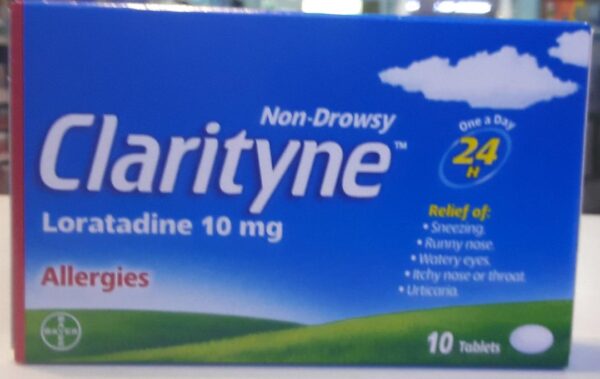 Non-Drowsy
Clarityne™
Loratadine 10 mg
Allergies
One a Day
24
H
Relief of:
• Sneezing.
• Runny nose.
• Watery eyes.
• Itchy nose or throat.
• Urticaria.
BAYER
10 Tablets